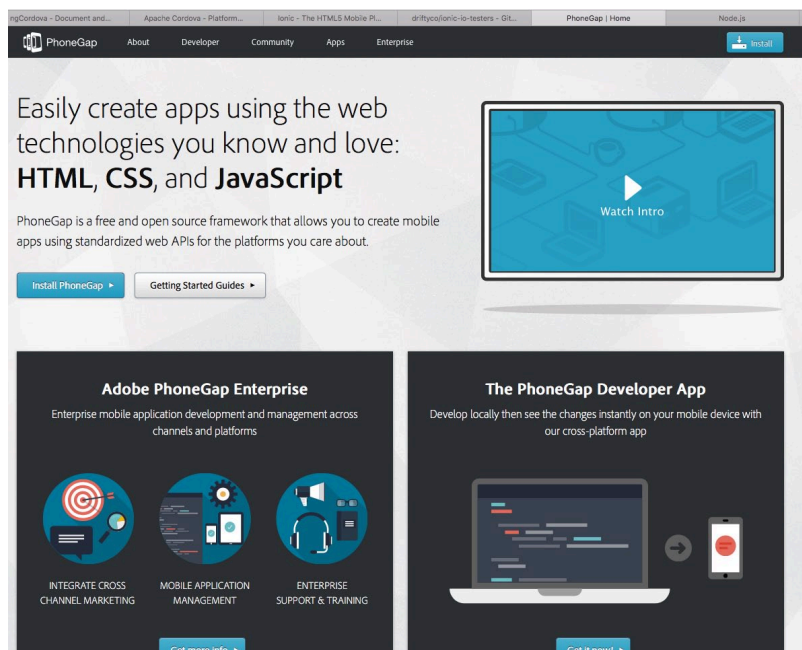 ngCordova - Document and...
Apache Cordova - Platform...
Ionic - The HTML5 Mobile Pl...
driftyco/ionic-io-testers - Git...
PhoneGap | Home
Node.js
PhoneGap
About
Developer
Community
Apps
Enterprise
Install
Easily create apps using the web
technologies you know and love:
HTML, CSS, and JavaScript
PhoneGap is a free and open source framework that allows you to create mobile
apps using standardized web APIs for the platforms you care about.
Install PhoneGap ▸
Getting Started Guides ▸
Watch Intro
Adobe PhoneGap Enterprise
Enterprise mobile application development and management across
channels and platforms
INTEGRATE CROSS
CHANNEL MARKETING
MOBILE APPLICATION
MANAGEMENT
ENTERPRISE
SUPPORT & TRAINING
Get more info ▸
The PhoneGap Developer App
Develop locally then see the changes instantly on your mobile device with
our cross-platform app
Get it now! ▸